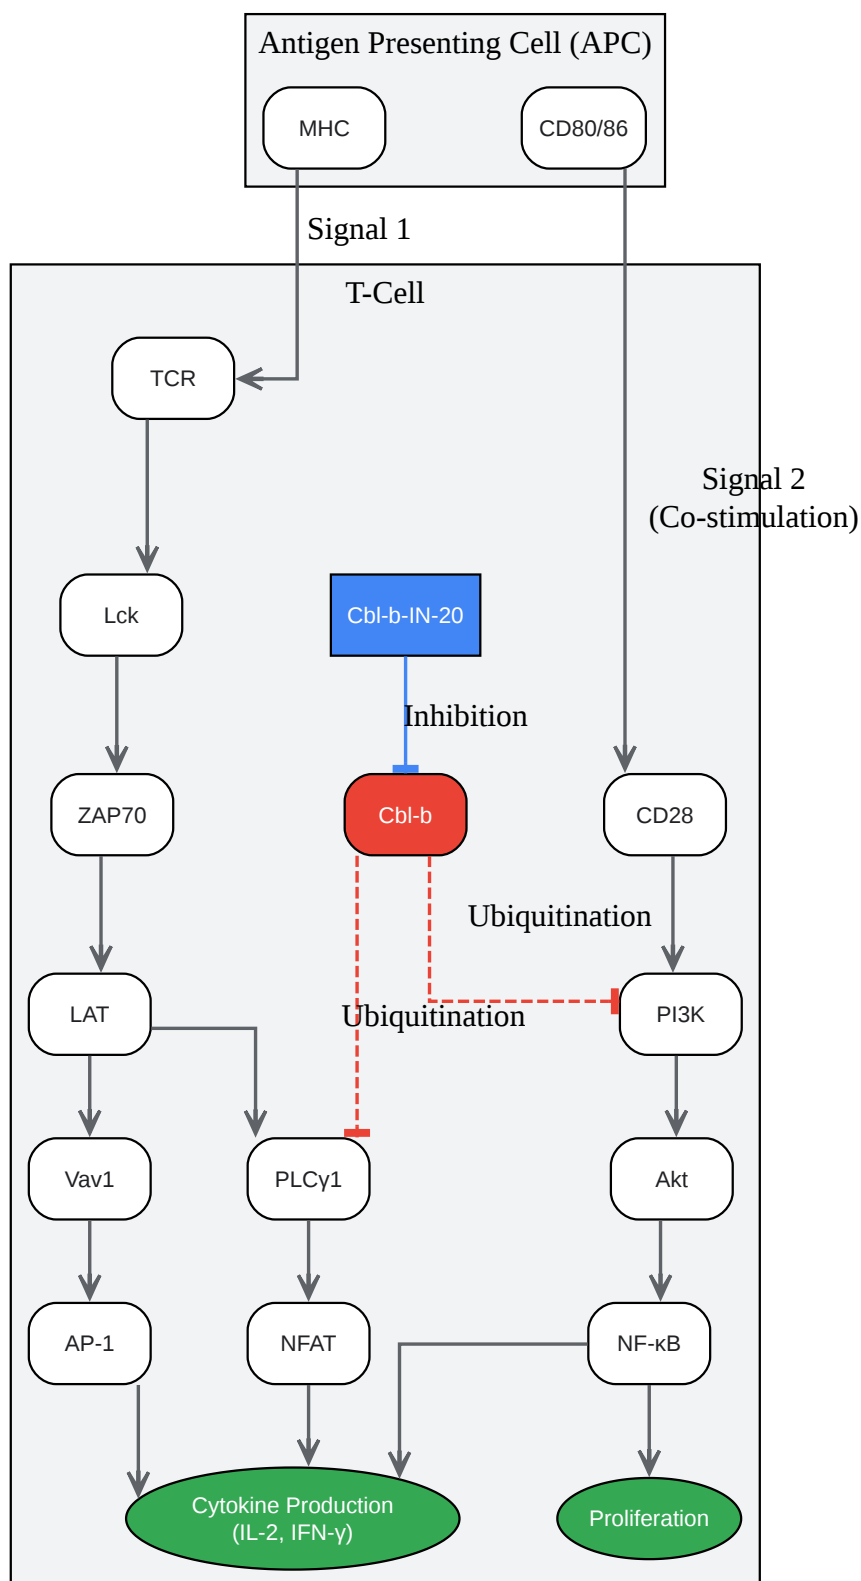 Antigen Presenting Cell (APC)
MHC
CD80/86
Signal 1
T-Cell
TCR
Signal 2
(Co-stimulation)
Lck
Cbl-b-IN-20
Inhibition
ZAP70
Cbl-b
CD28
Ubiquitination
LAT
Ubiquitination
PI3K
Vav1
PLCγ1
Akt
AP-1
NFAT
NF-κB
Cytokine Production
(IL-2, IFN-γ)
Proliferation